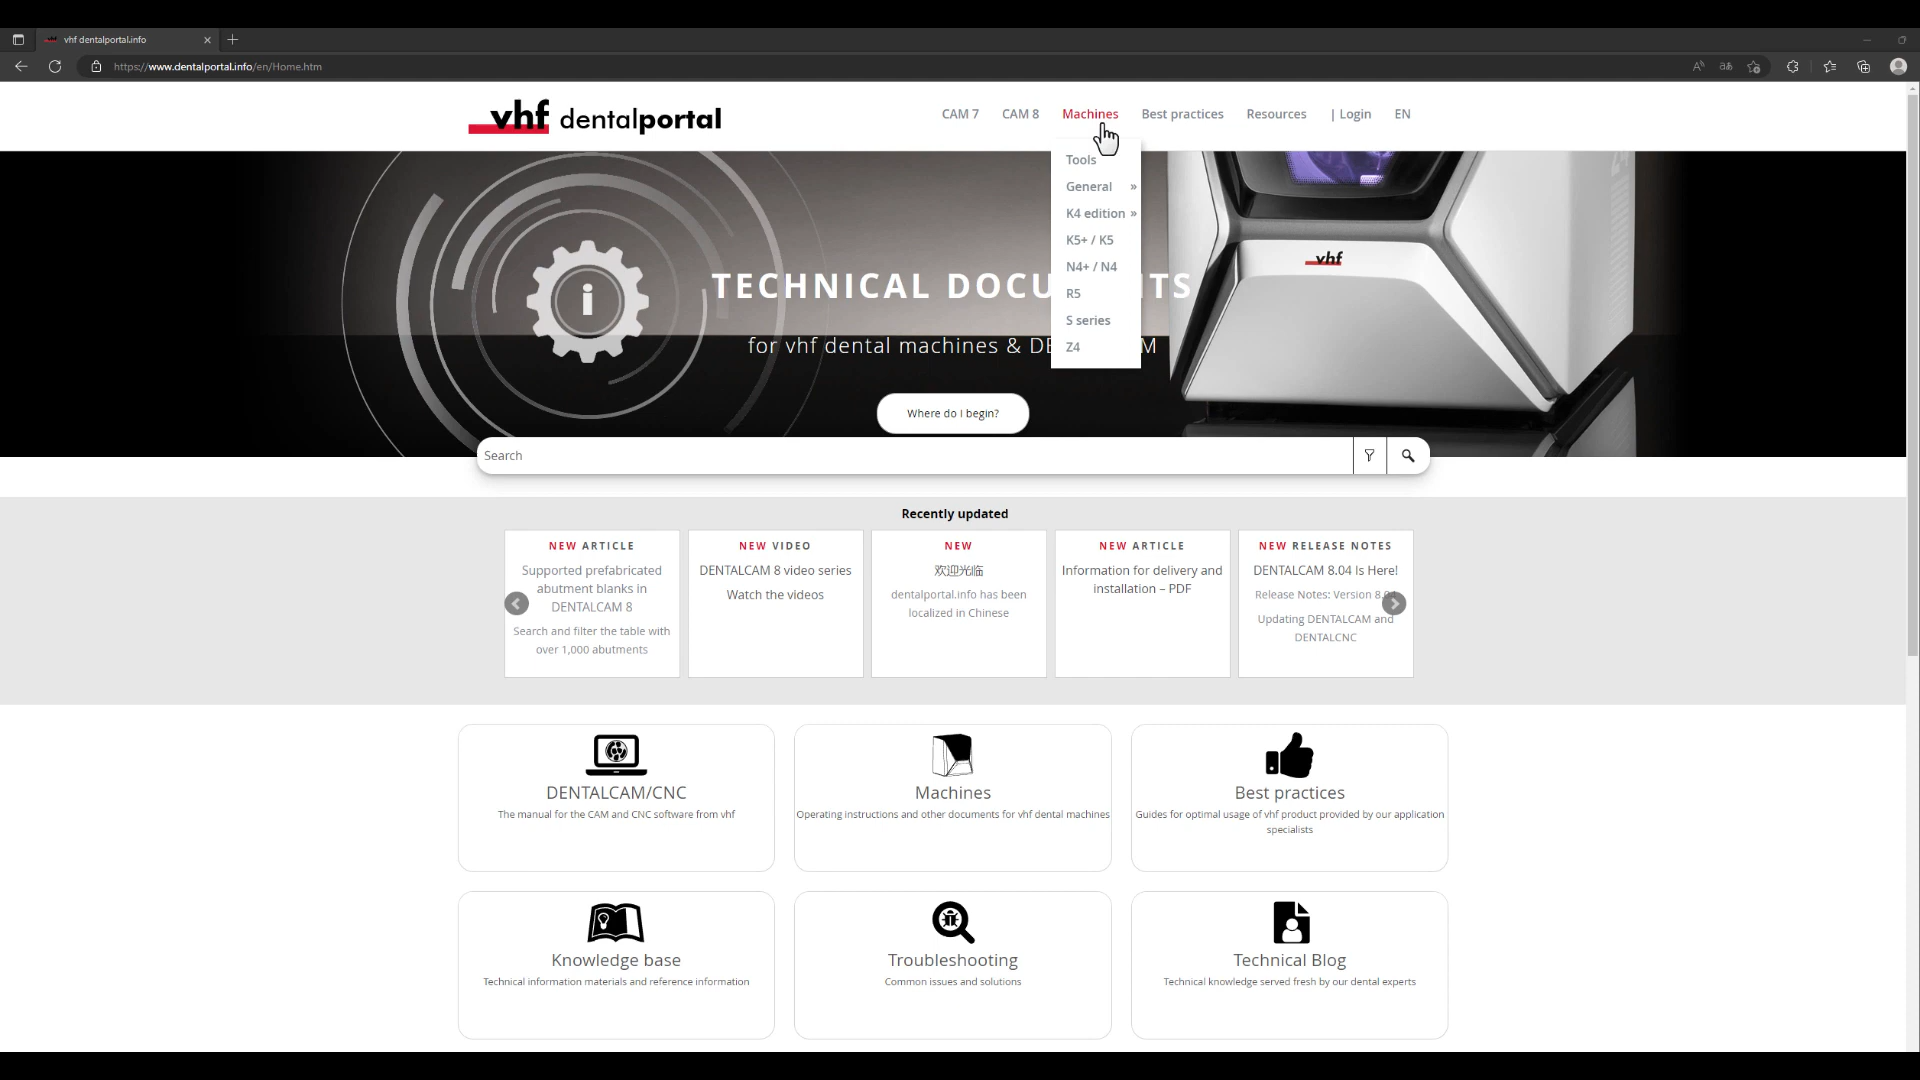 vhf dentalportal.info
https://www.dentalportal.info/en/Home.htm
vhf dentalportal
CAM 7
CAM 8
Machines
Best practices
Resources
| Login
EN
Tools
General »
K4 edition »
K5+ / K5
N4+ / N4
R5
S series
Z4
vhf
TECHNICAL DOCU NTS
for vhf dental machines & DE M
Where do I begin?
Search
Recently updated
NEW ARTICLE
Supported prefabricated
abutment blanks in
DENTALCAM 8
Search and filter the table with
over 1,000 abutments
NEW VIDEO
DENTALCAM 8 video series
Watch the videos
NEW
欢迎光临
dentalportal.info has been
localized in Chinese
NEW ARTICLE
Information for delivery and
installation – PDF
NEW RELEASE NOTES
DENTALCAM 8.04 Is Here!
Release Notes: Version 8.04
Updating DENTALCAM and
DENTALCNC
DENTALCAM/CNC
The manual for the CAM and CNC software from vhf
Machines
Operating instructions and other documents for vhf dental machines
Best practices
Guides for optimal usage of vhf product provided by our application
specialists
Knowledge base
Technical information materials and reference information
Troubleshooting
Common issues and solutions
Technical Blog
Technical knowledge served fresh by our dental experts